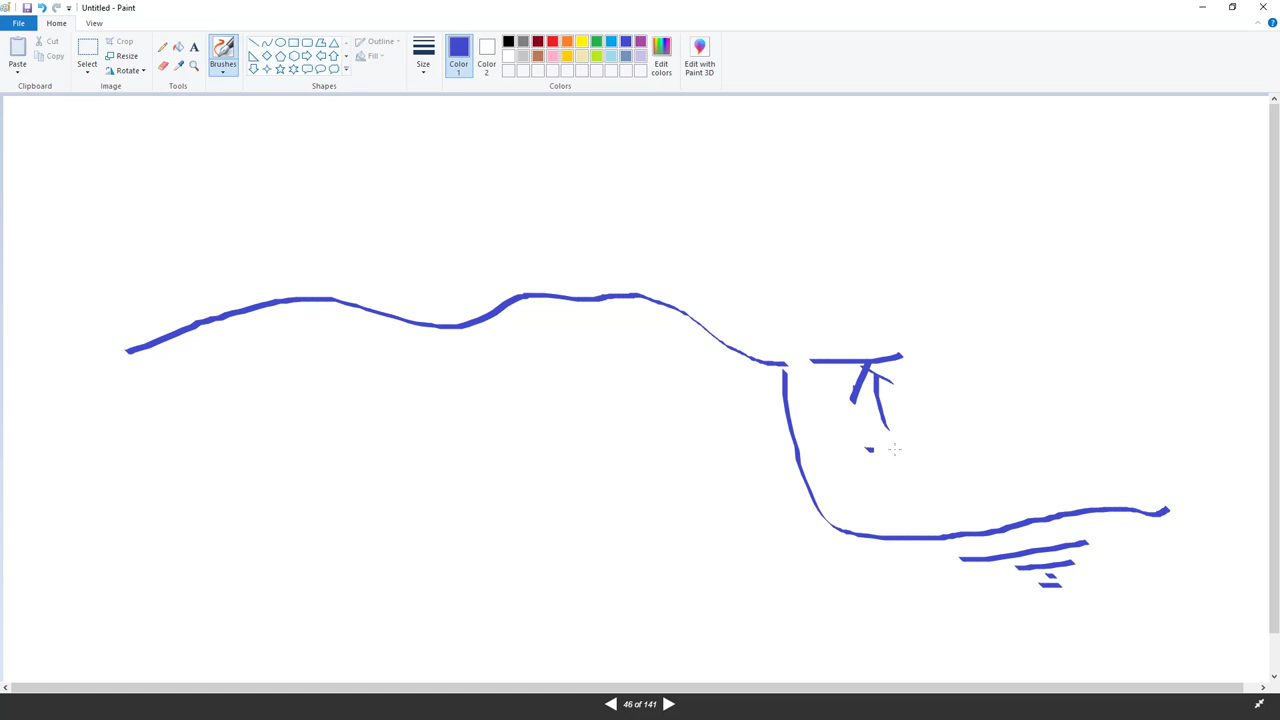 Untitled - Paint
File Home View
Cut Crop Outline Edit
Copy Resize Fill
Paste Select Rotate A Brushes Size Color 1 Color 2 Edit colors Edit with Paint 3D
Clipboard Image Tools Shapes Colors
46 of 141